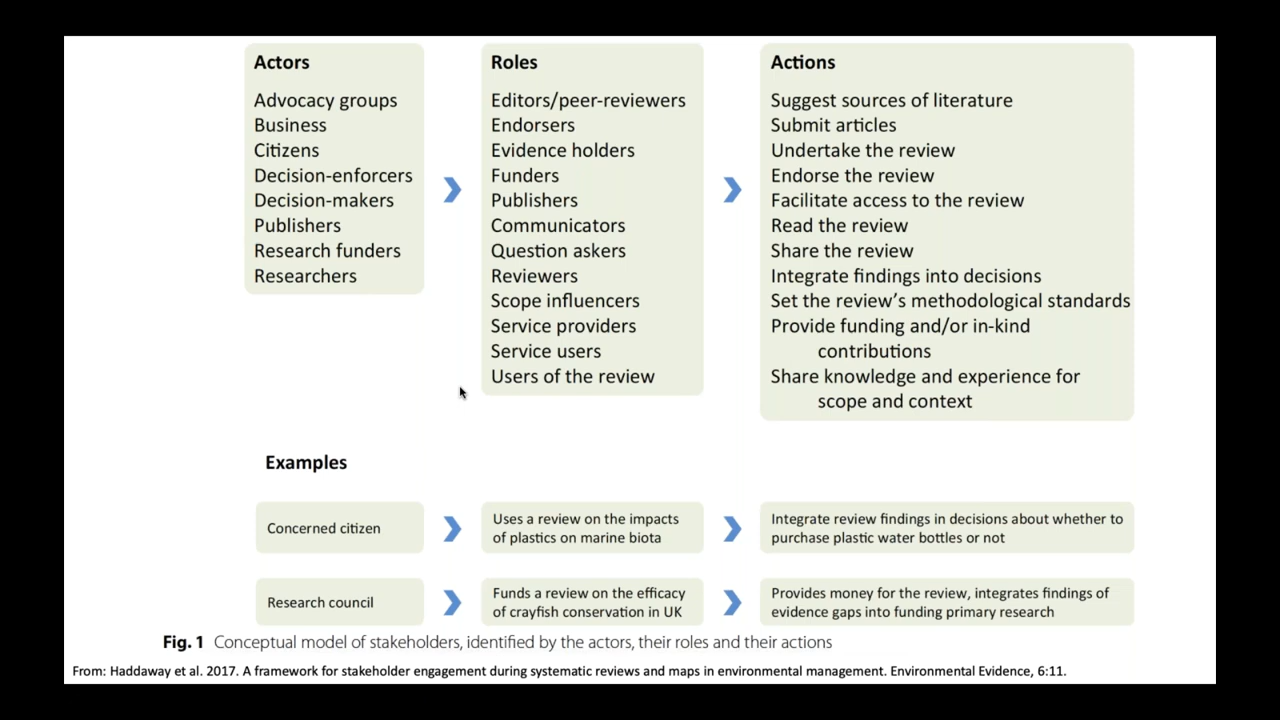 Actors
Advocacy groups
Business
Citizens
Decision-enforcers
Decision-makers
Publishers
Research funders
Researchers
Roles
Editors/peer-reviewers
Endorsers
Evidence holders
Funders
Publishers
Communicators
Question askers
Reviewers
Scope influencers
Service providers
Service users
Users of the review
Actions
Suggest sources of literature
Submit articles
Undertake the review
Endorse the review
Facilitate access to the review
Read the review
Share the review
Integrate findings into decisions
Set the review’s methodological standards
Provide funding and/or in-kind
contributions
Share knowledge and experience for
scope and context
Examples
Concerned citizen
Uses a review on the impacts
of plastics on marine biota
Integrate review findings in decisions about whether to
purchase plastic water bottles or not
Research council
Funds a review on the efficacy
of crayfish conservation in UK
Provides money for the review, integrates findings of
evidence gaps into funding primary research
Fig. 1 Conceptual model of stakeholders, identified by the actors, their roles and their actions
From: Haddaway et al. 2017. A framework for stakeholder engagement during systematic reviews and maps in environmental management. Environmental Evidence, 6:11.